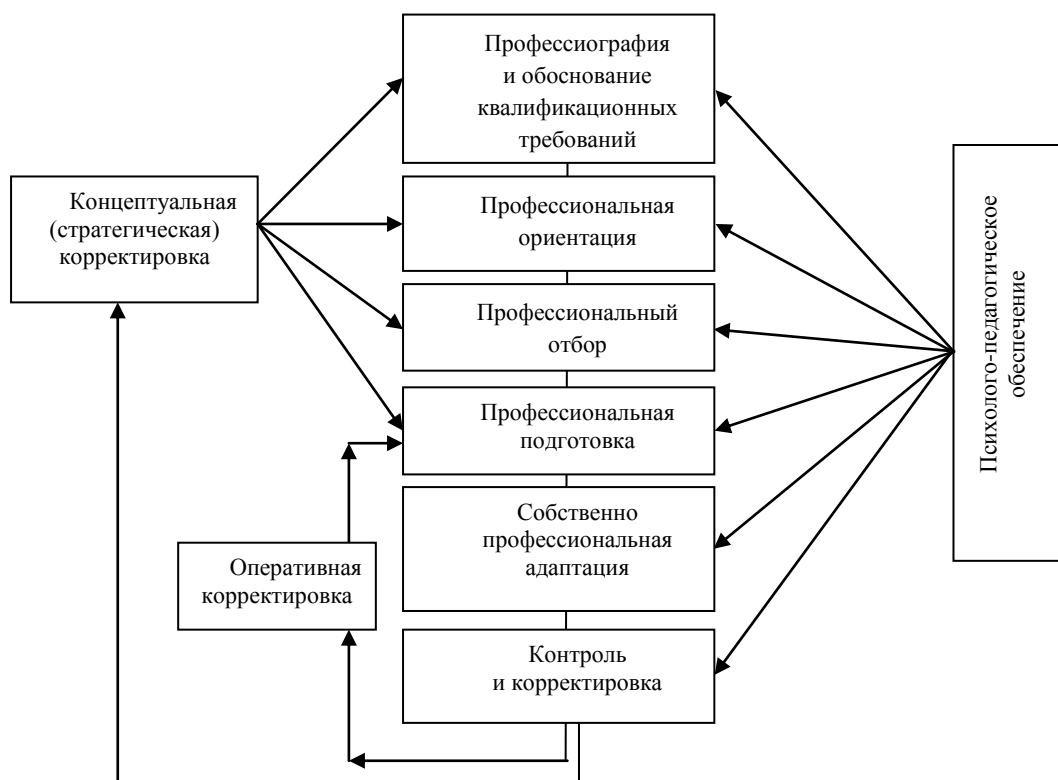 Профессиография
и обоснование
квалификационных
требований
Концептуальная
(стратегическая)
корректировка
Профессиональная
ориентация
Профессиональный
отбор
Профессиональная
подготовка
Собственно
профессиональная
адаптация
Оперативная
корректировка
Контроль
и корректировка
Психолого-педагогическое
обеспечение